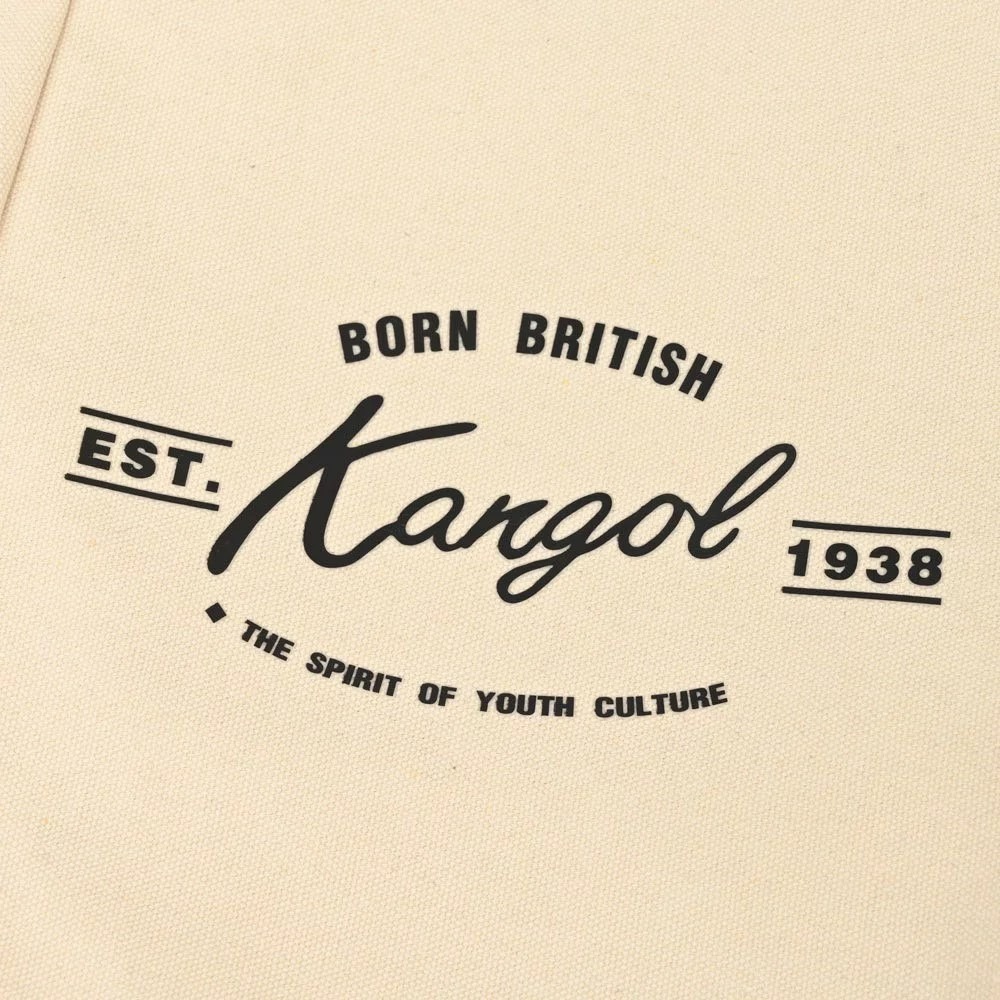 BORN BRITISH
EST. Kangol 1938
THE SPIRIT OF YOUTH CULTURE